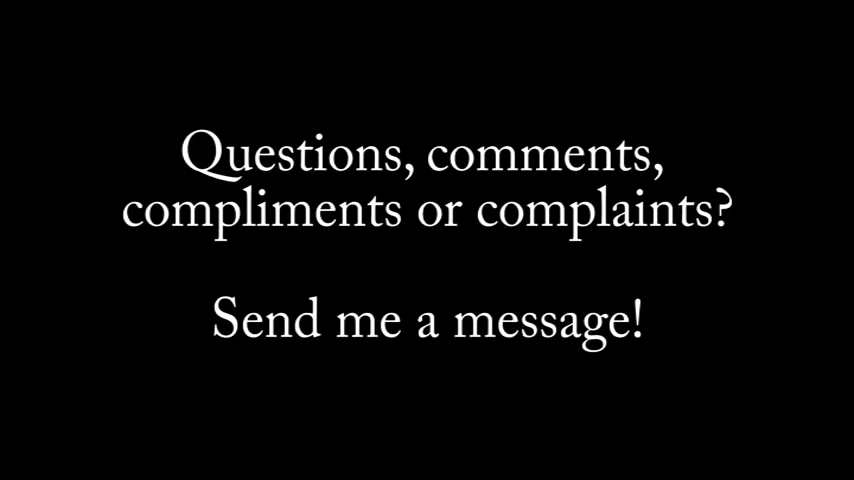 Questions, comments,
compliments or complaints?
Send me a message!